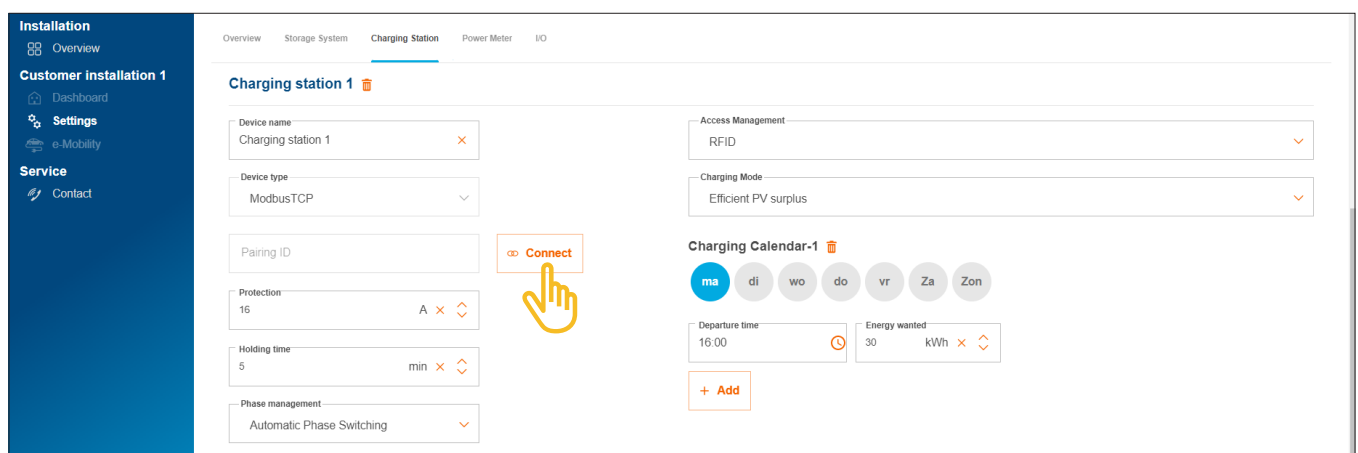 Installation
Overview
Customer installation 1
Dashboard
Settings
e-Mobility
Service
Contact
Overview Storage System Charging Station Power Meter I/O
Charging station 1
Device name
Charging station 1
Device type
ModbusTCP
Pairing ID
Connect
Protection
16 A
Holding time
5 min
Phase management
Automatic Phase Switching
Access Management
RFID
Charging Mode
Efficient PV surplus
Charging Calendar-1
ma di wo do vr Za Zon
Departure time
16:00
Energy wanted
30 kWh
+ Add